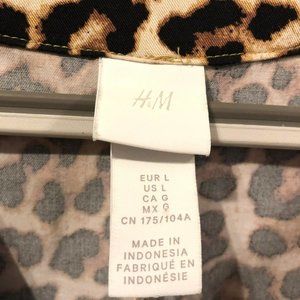 H&M
EUR L
US L
CA G
MX G
CN 175/104A
MADE IN
INDONESIA
FABRIQUÉ EN
INDONÉSIE